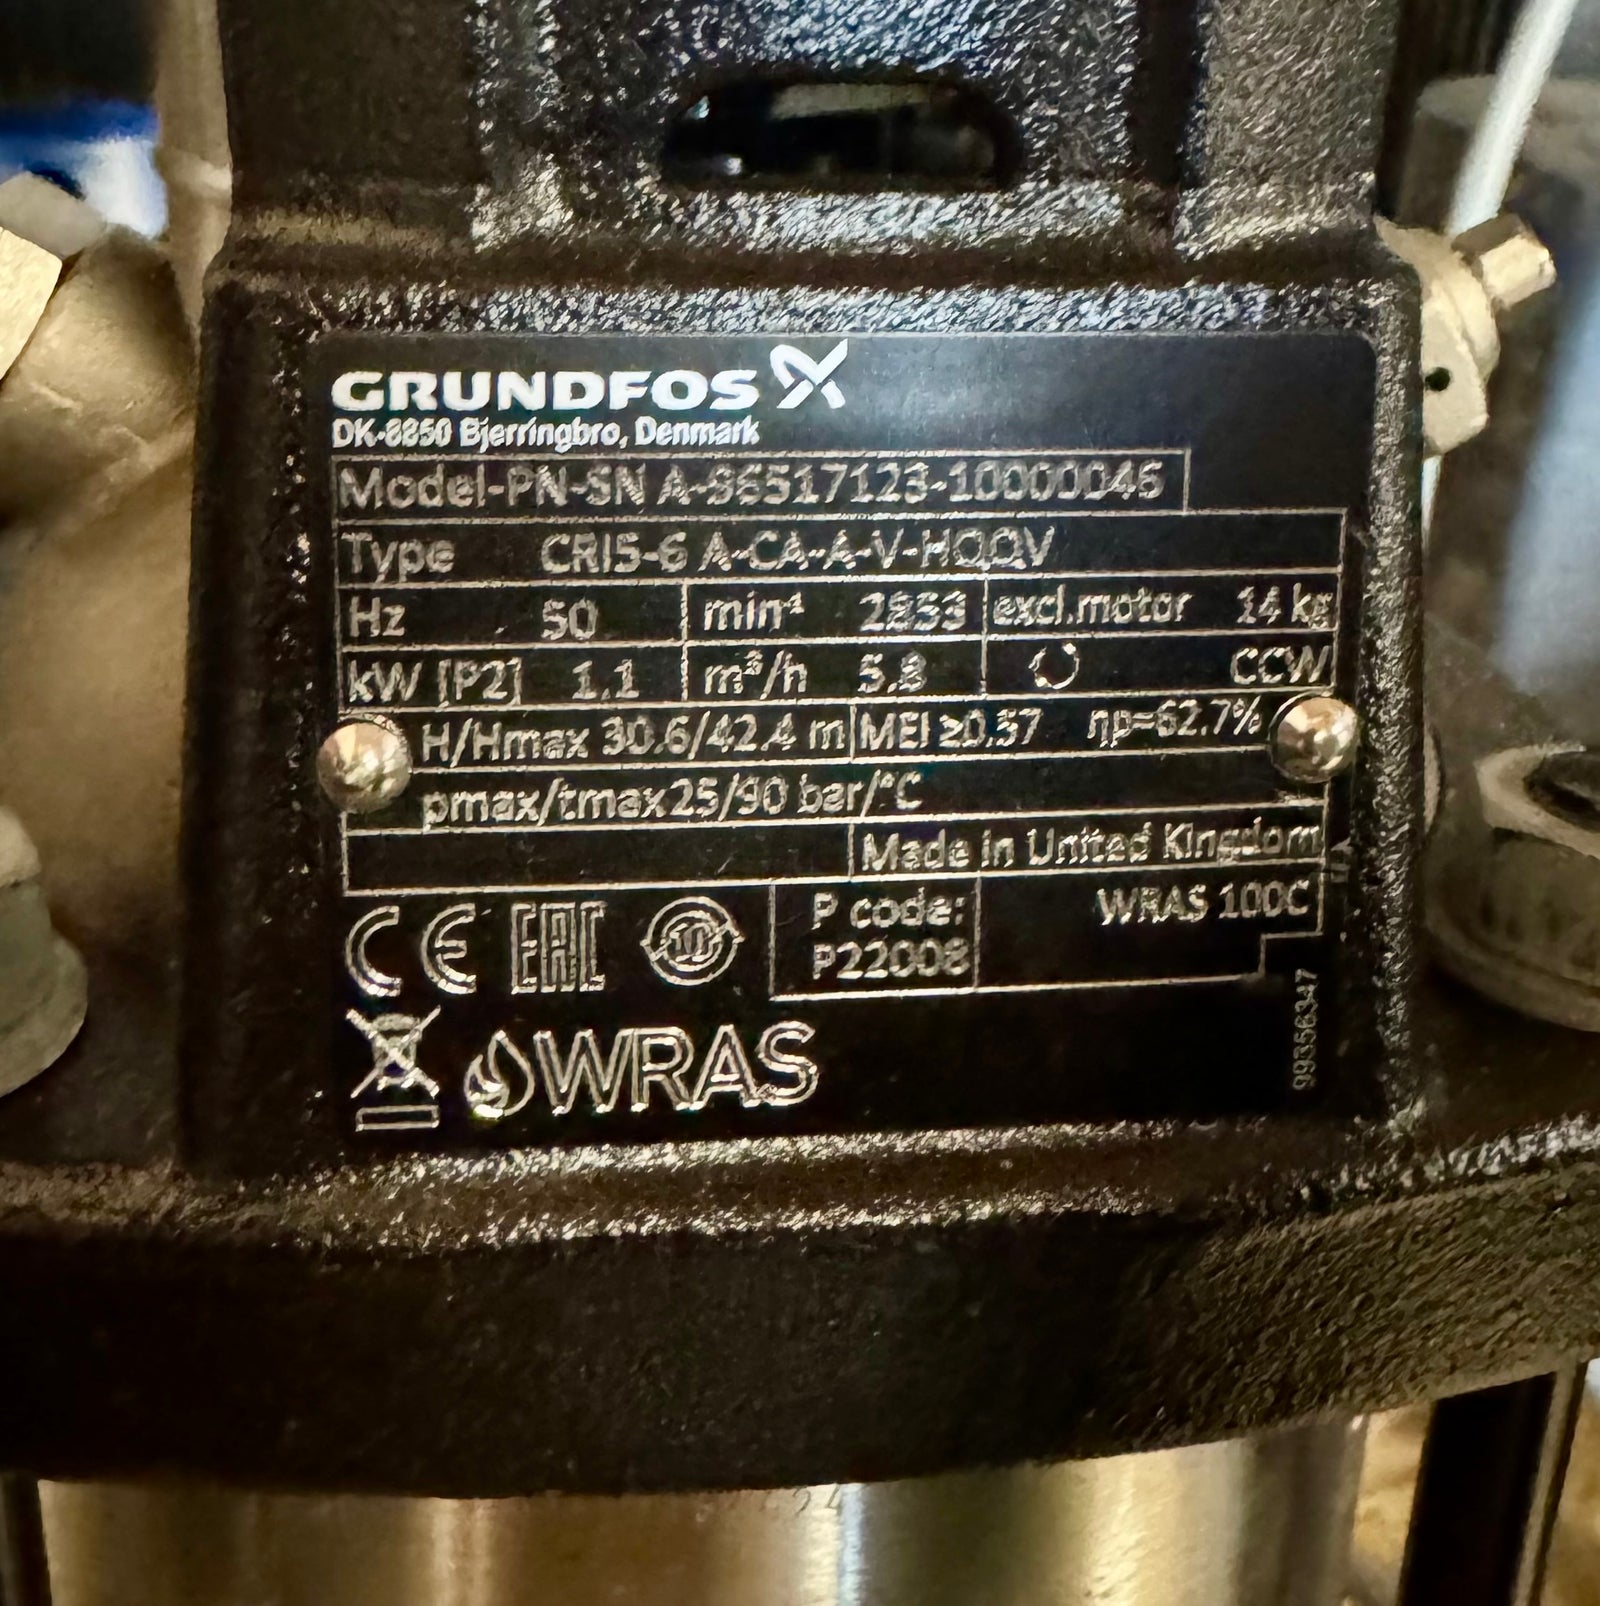 GRUNDFOS
DK-8850 Bjerringbro, Denmark
Model-PN-SN A-96517123-10000046
Type CRI5-6 A-CA-A-V-HQQV
Hz 50 min⁻¹ 2853 excl.motor 14 kg
kW [P2] 1.1 m³/h 5.8 CCW
H/Hmax 30.6/42.4 m MEI ≥0.57 ηp=62.7%
pmax/tmax 25/90 bar/°C
Made in United Kingdom
CE EAC 10 P code: WRAS 100C
P22008
WRAS
99356347